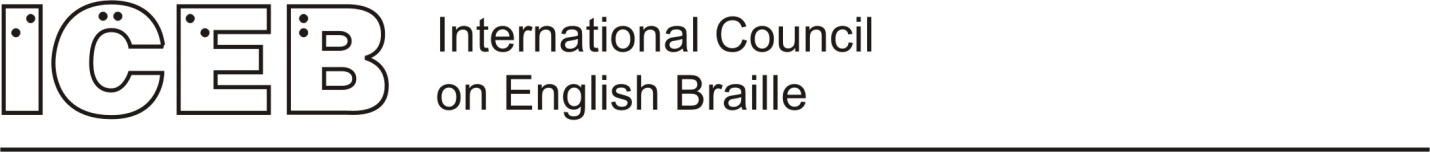 ICEB
International Council
on English Braille